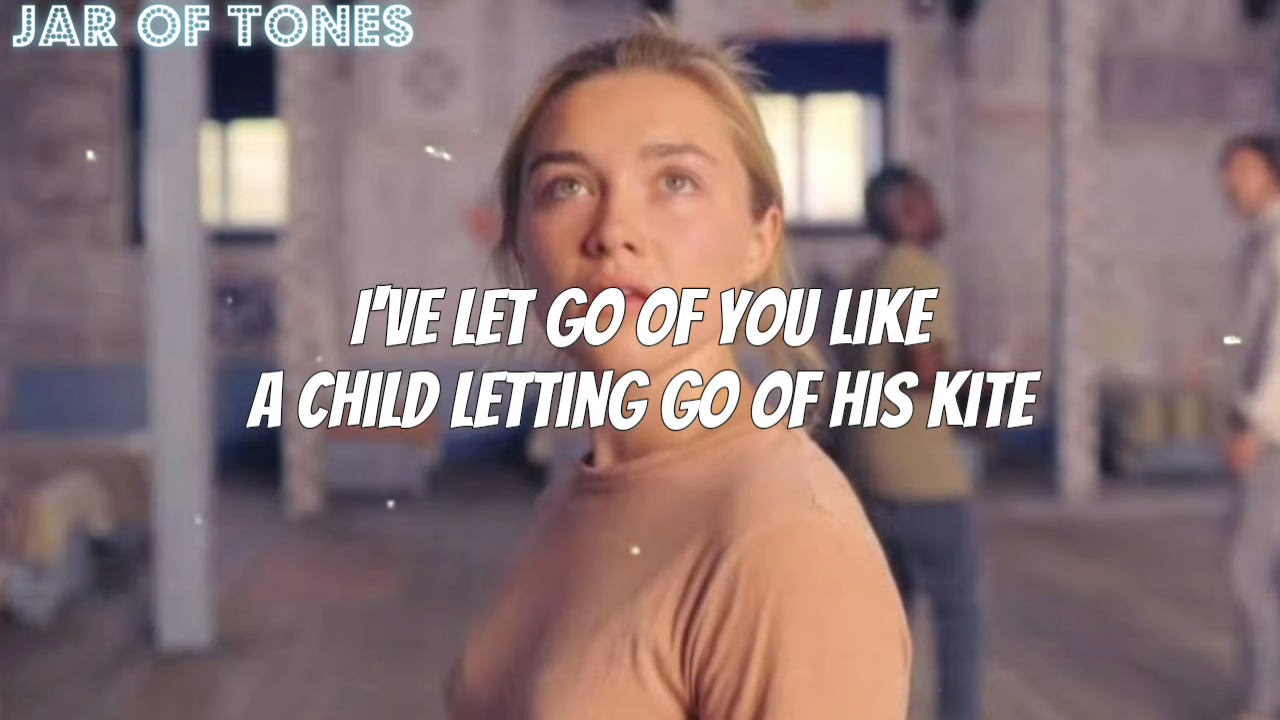 JAR OF TONES
I'VE LET GO OF YOU LIKE
A CHILD LETTING GO OF HIS KITE